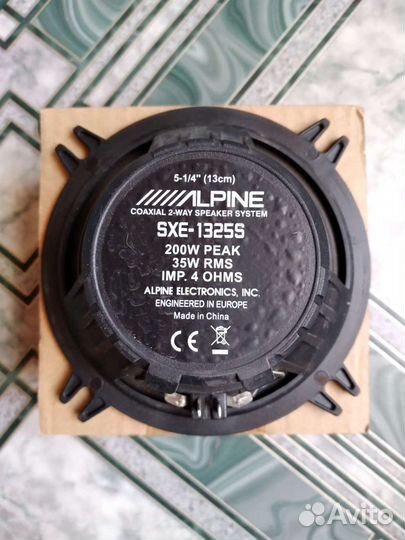 5-1/4" (13cm)
ALPINE
COAXIAL 2-WAY SPEAKER SYSTEM
SXE-1325S
200W PEAK
35W RMS
IMP. 4 OHMS
ALPINE ELECTRONICS, INC.
ENGINEERED IN EUROPE
Made in China
CE
Avito